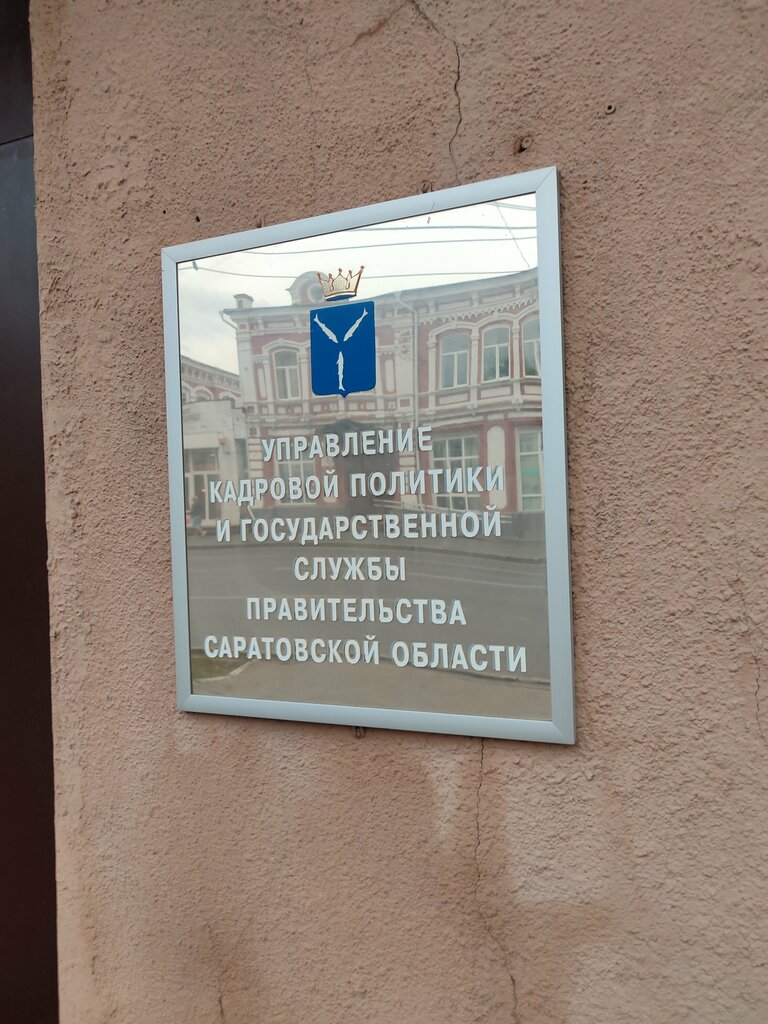 УПРАВЛЕНИЕ
КАДРОВОЙ ПОЛИТИКИ
И ГОСУДАРСТВЕННОЙ
СЛУЖБЫ
ПРАВИТЕЛЬСТВА
САРАТОВСКОЙ ОБЛАСТИ